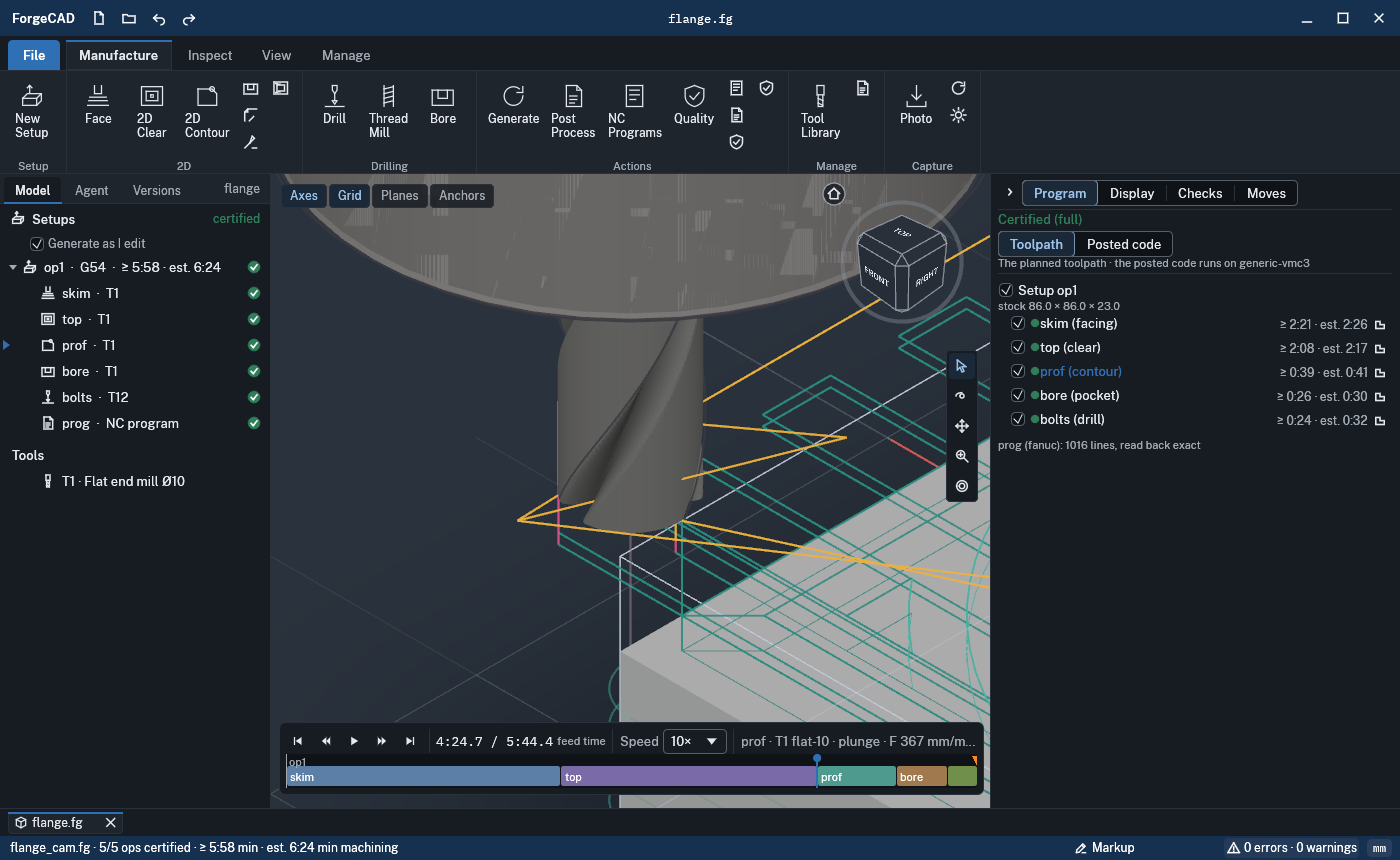 ForgeCAD
flange.fg
File Manufacture Inspect View Manage
New Setup
Face
2D Clear
2D Contour
Drill
Thread Mill
Bore
Generate
Post Process
NC Programs
Quality
Tool Library
Photo
Setup 2D Drilling Actions Manage Capture
Model Agent Versions flange
Setups certified
Generate as I edit
op1 · G54 · ≥ 5:58 · est. 6:24
skim · T1
top · T1
prof · T1
bore · T1
bolts · T12
prog · NC program
Tools
T1 · Flat end mill Ø10
Axes Grid Planes Anchors
TOP
FRONT
RIGHT
4:24.7 / 5:44.4 feed time Speed 10× prof · T1 flat-10 · plunge · F 367 mm/m...
op1
skim top prof bore
Program Display Checks Moves
Certified (full)
Toolpath Posted code
The planned toolpath · the posted code runs on generic-vmc3
Setup op1
stock 86.0 × 86.0 × 23.0
skim (facing) ≥ 2:21 · est. 2:26
top (clear) ≥ 2:08 · est. 2:17
prof (contour) ≥ 0:39 · est. 0:41
bore (pocket) ≥ 0:26 · est. 0:30
bolts (drill) ≥ 0:24 · est. 0:32
prog (fanuc): 1016 lines, read back exact
flange.fg
flange_cam.fg · 5/5 ops certified · ≥ 5:58 min · est. 6:24 min machining
Markup
0 errors · 0 warnings
mm